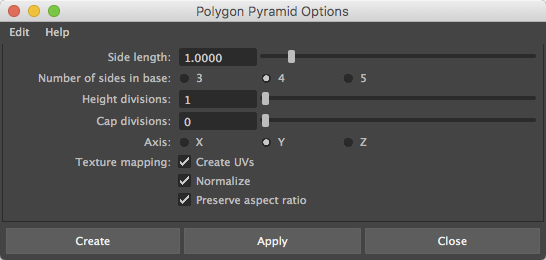 Polygon Pyramid Options
Edit Help
Side length: 1.0000
Number of sides in base: 3 4 5
Height divisions: 1
Cap divisions: 0
Axis: X Y Z
Texture mapping: Create UVs
Normalize
Preserve aspect ratio
Create Apply Close